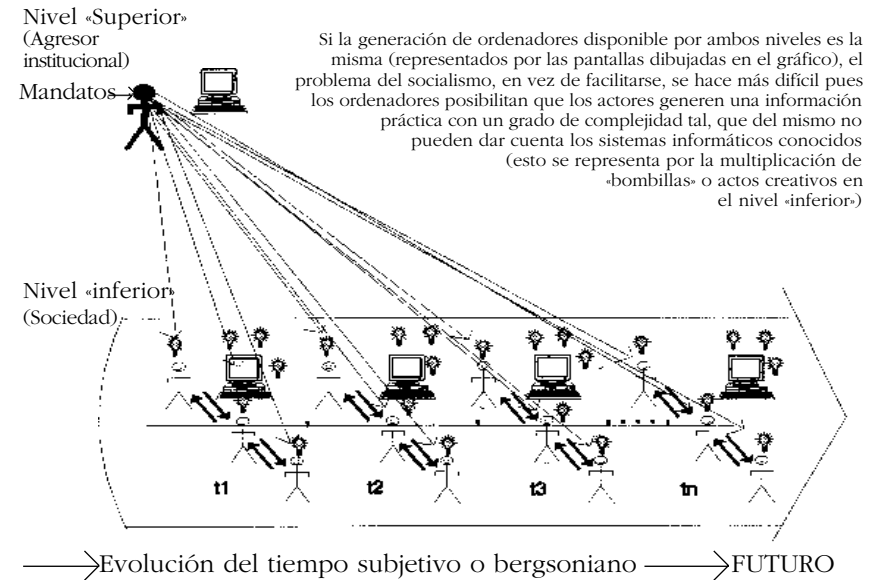 Nivel «Superior»
(Agresor
institucional)
Mandatos
Si la generación de ordenadores disponible por ambos niveles es la
misma (representados por las pantallas dibujadas en el gráfico), el
problema del socialismo, en vez de facilitarse, se hace más difícil pues
los ordenadores posibilitan que los actores generen una información
práctica con un grado de complejidad tal, que del mismo no
pueden dar cuenta los sistemas informáticos conocidos
(esto se representa por la multiplicación de
«bombillas» o actos creativos en
el nivel «inferior»)
Nivel «inferior»
(Sociedad)
t1 t2 t3 tn
Evolución del tiempo subjetivo o bergsoniano FUTURO